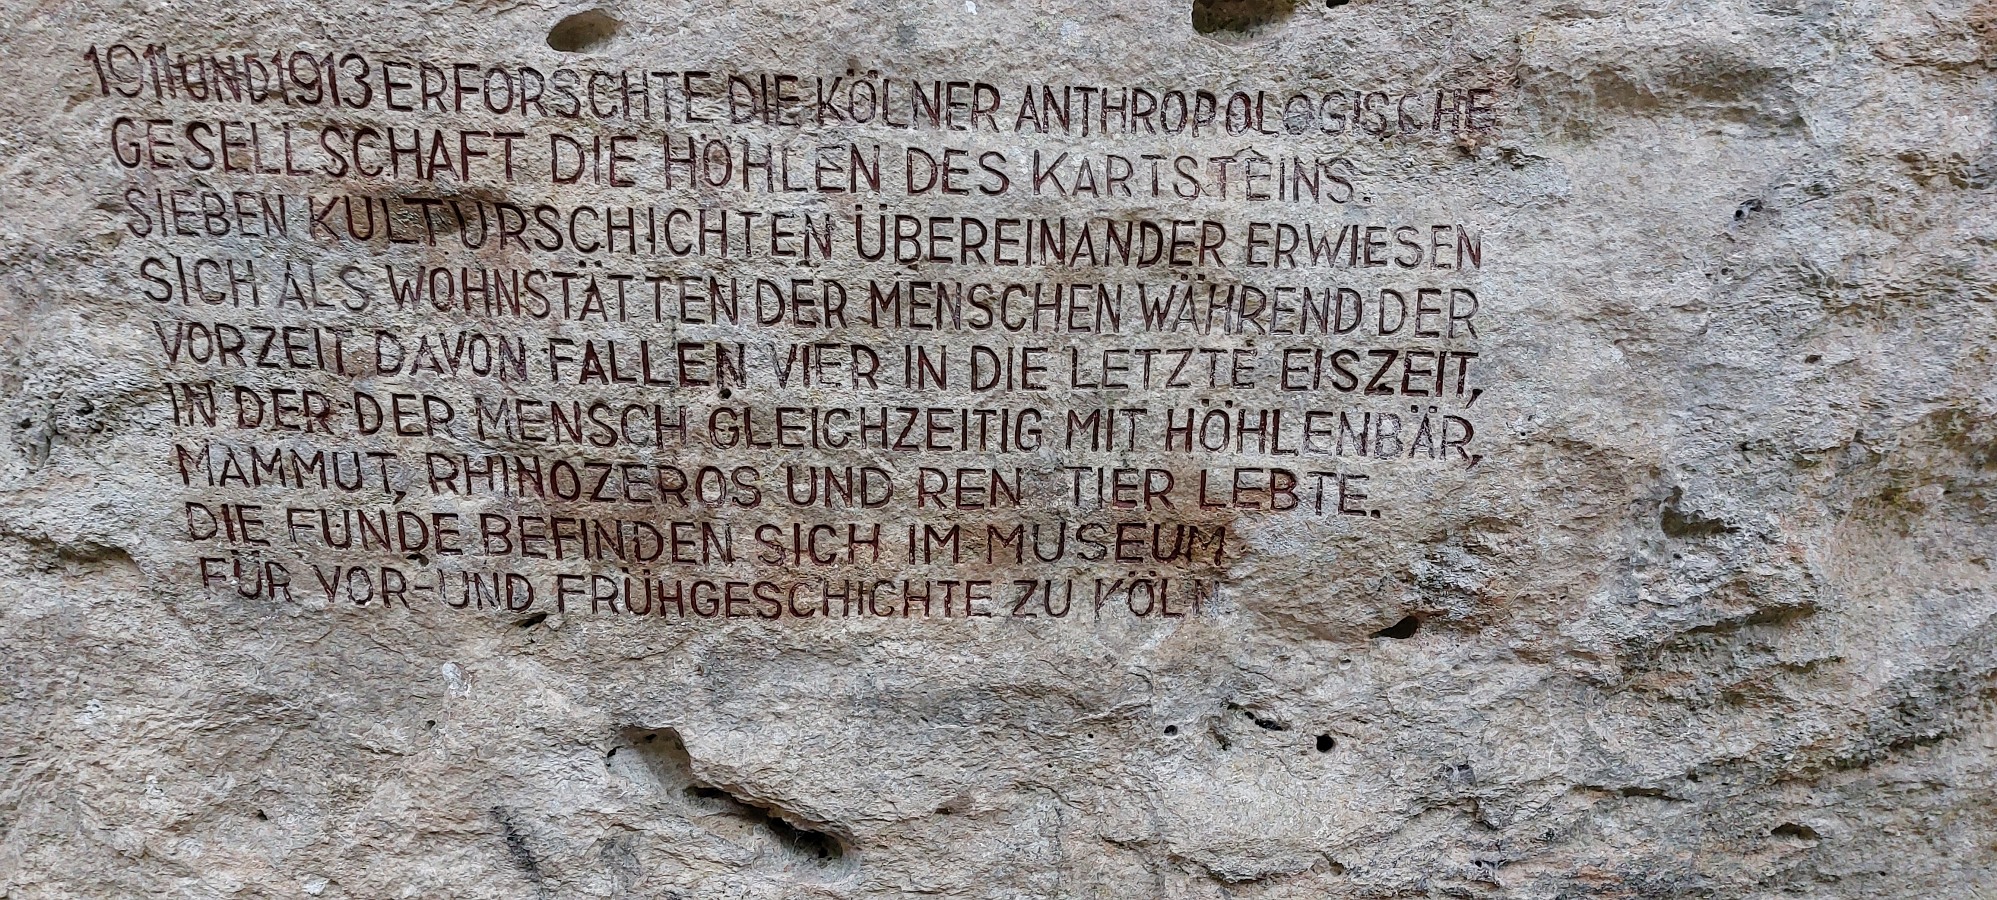 1911 UND 1913 ERFORSCHTE DIE KÖLNER ANTHROPOLOGISCHE
GESELLSCHAFT DIE HÖHLEN DES KARTSTEINS.
SIEBEN KULTURSCHICHTEN ÜBEREINANDER ERWIESEN
SICH ALS WOHNSTÄTTEN DER MENSCHEN WÄHREND DER
VORZEIT. DAVON FALLEN VIER IN DIE LETZTE EISZEIT,
IN DER DER MENSCH GLEICHZEITIG MIT HÖHLENBÄR,
MAMMUT, RHINOZEROS UND REN TIER LEBTE.
DIE FUNDE BEFINDEN SICH IM MUSEUM
FÜR VOR-UND FRÜHGESCHICHTE ZU KÖLN